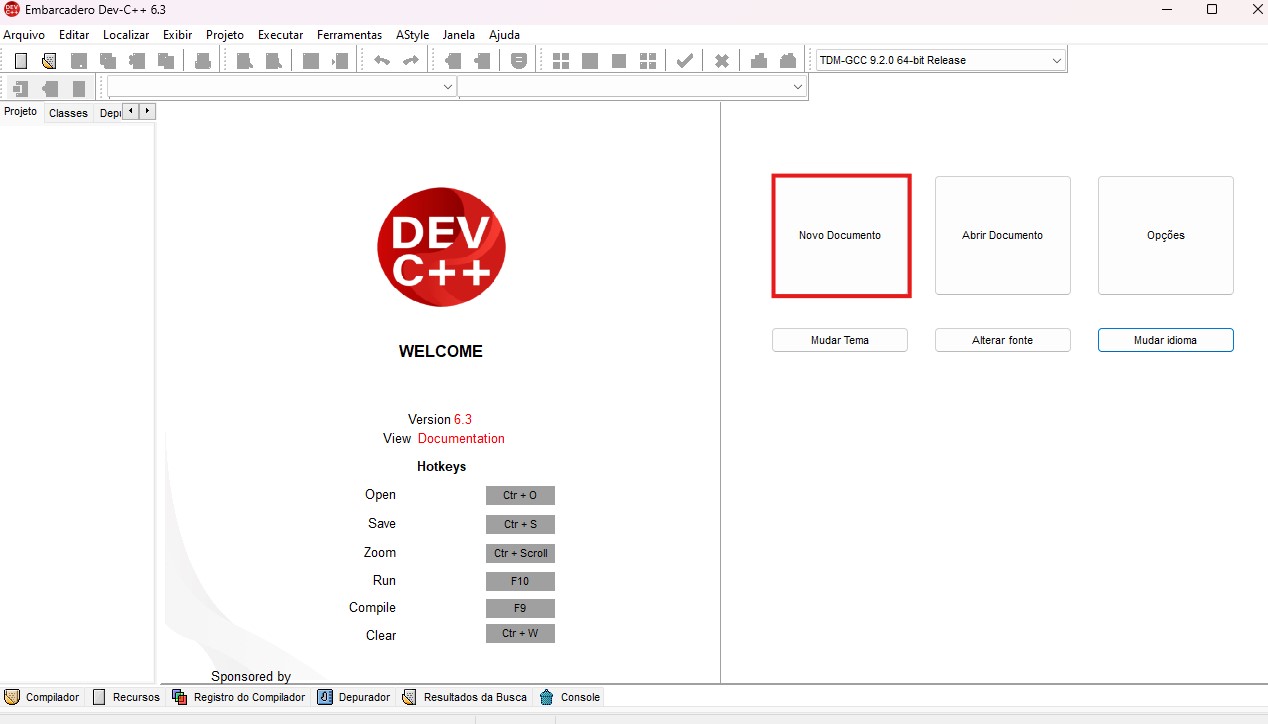 Embarcadero Dev-C++ 6.3
Arquivo Editar Localizar Exibir Projeto Executar Ferramentas AStyle Janela Ajuda
TDM-GCC 9.2.0 64-bit Release
Projeto Classes Depu
DEV
C++
WELCOME
Version 6.3
View Documentation
Hotkeys
Open Ctr + O
Save Ctr + S
Zoom Ctr + Scroll
Run F10
Compile F9
Clear Ctr + W
Sponsored by
Novo Documento Abrir Documento Opções
Mudar Tema Alterar fonte Mudar idioma
Compilador Recursos Registro do Compilador Depurador Resultados da Busca Console